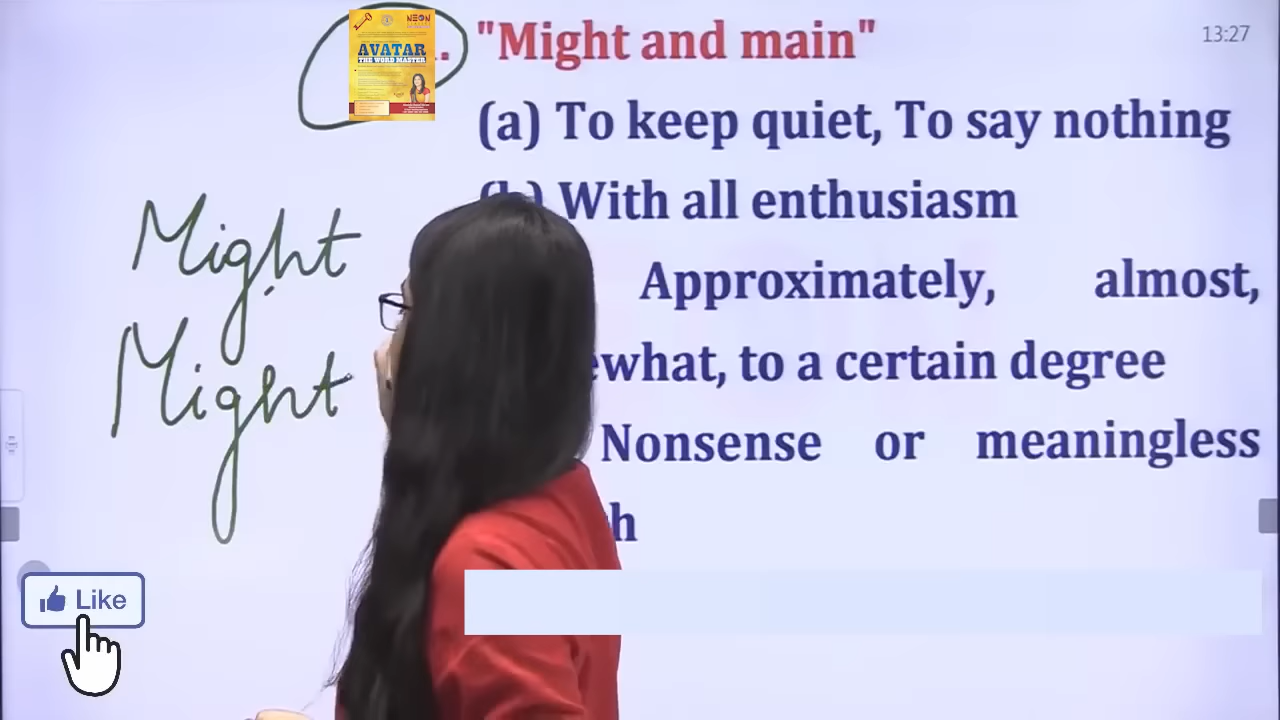 NEON
AVATAR
THE WORD MASTER
. "Might and main"
13:27
(a) To keep quiet, To say nothing
(b) With all enthusiasm
Approximately, almost,
ewhat, to a certain degree
Nonsense or meaningless
h
Might
Might
Like